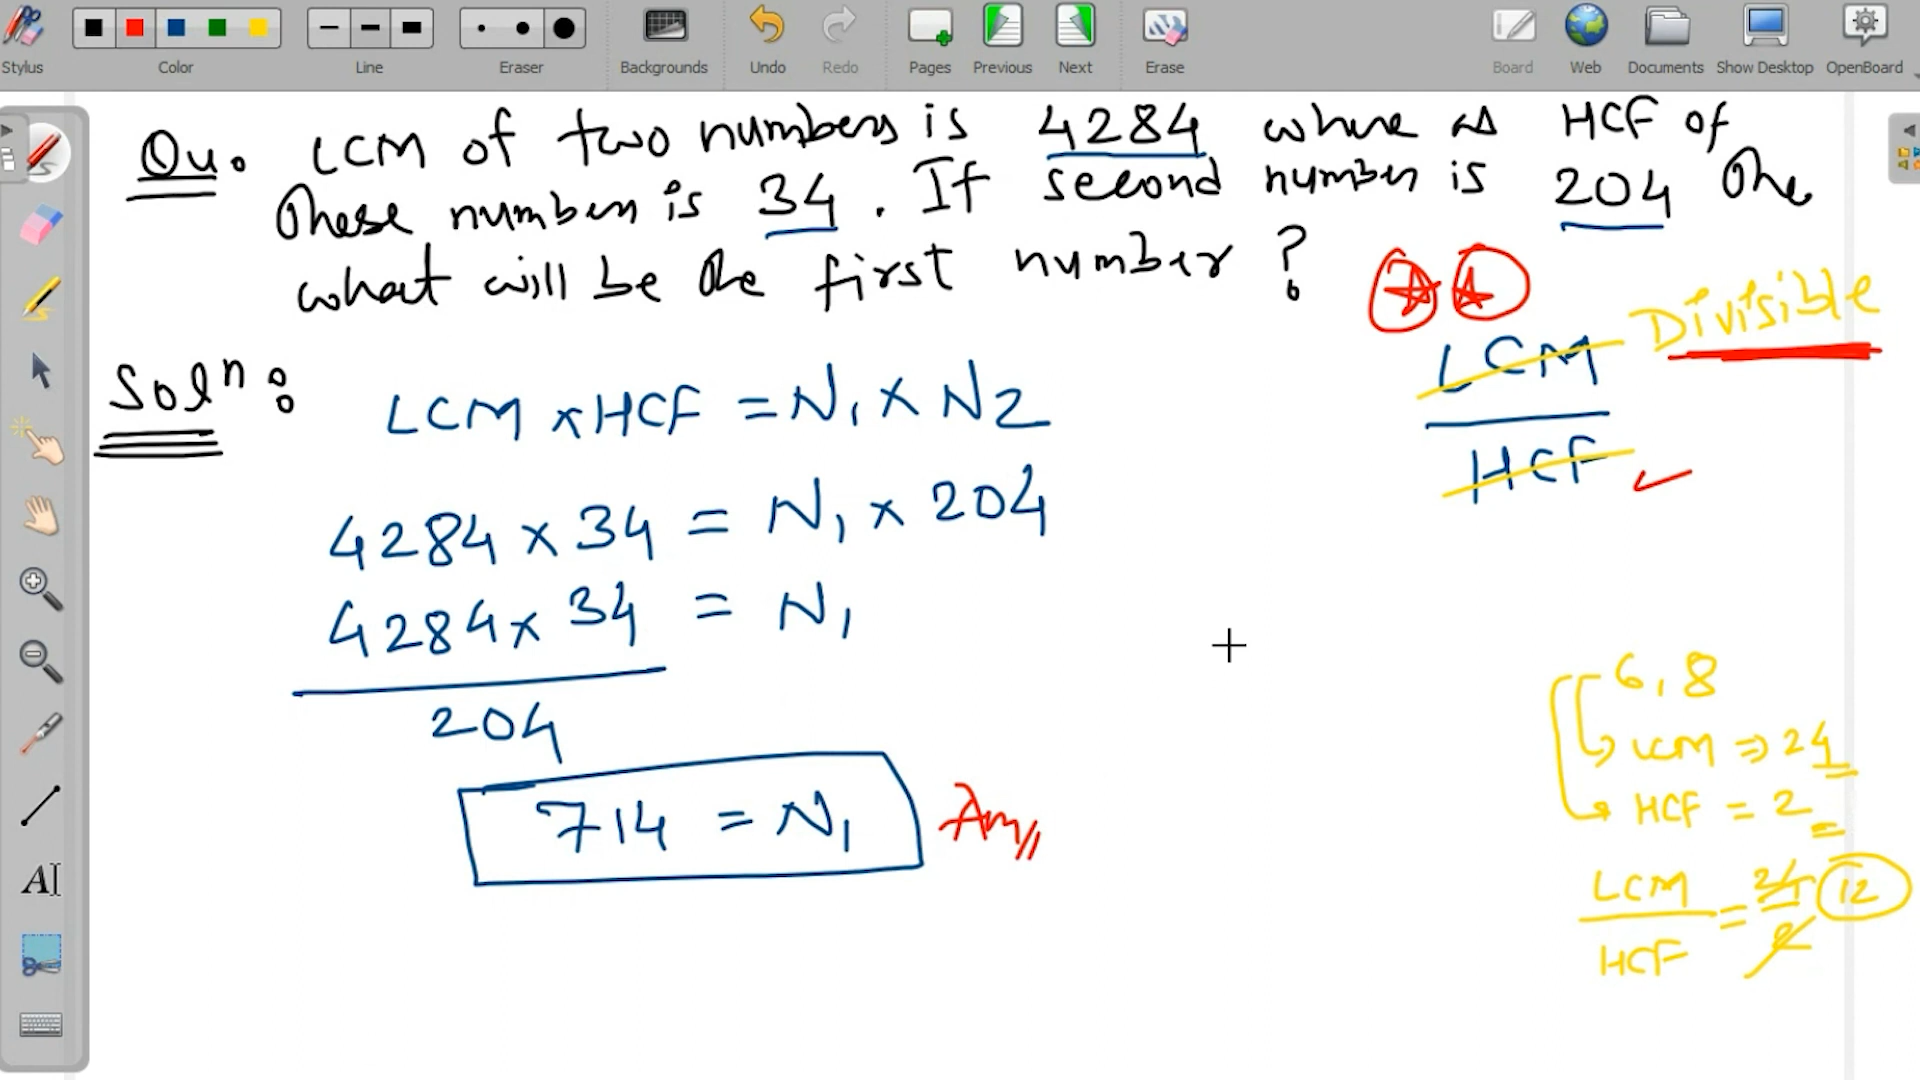 Stylus Color Line Eraser Backgrounds Undo Redo Pages Previous Next Erase Board Web Documents Show Desktop OpenBoard
Qu. LCM of two numbers is 4284 where as HCF of
these number is 34. If second number is 204 the
what will be the first number?
Divisible
LCM
HCF
Solⁿ:
LCM × HCF = N₁ × N2
4284 × 34 = N₁ × 204
4284 × 34 = N₁
204
714 = N₁ Ans
6, 8
LCM ⇒ 24
HCF = 2
LCM = 24 12
HCF 2
AI